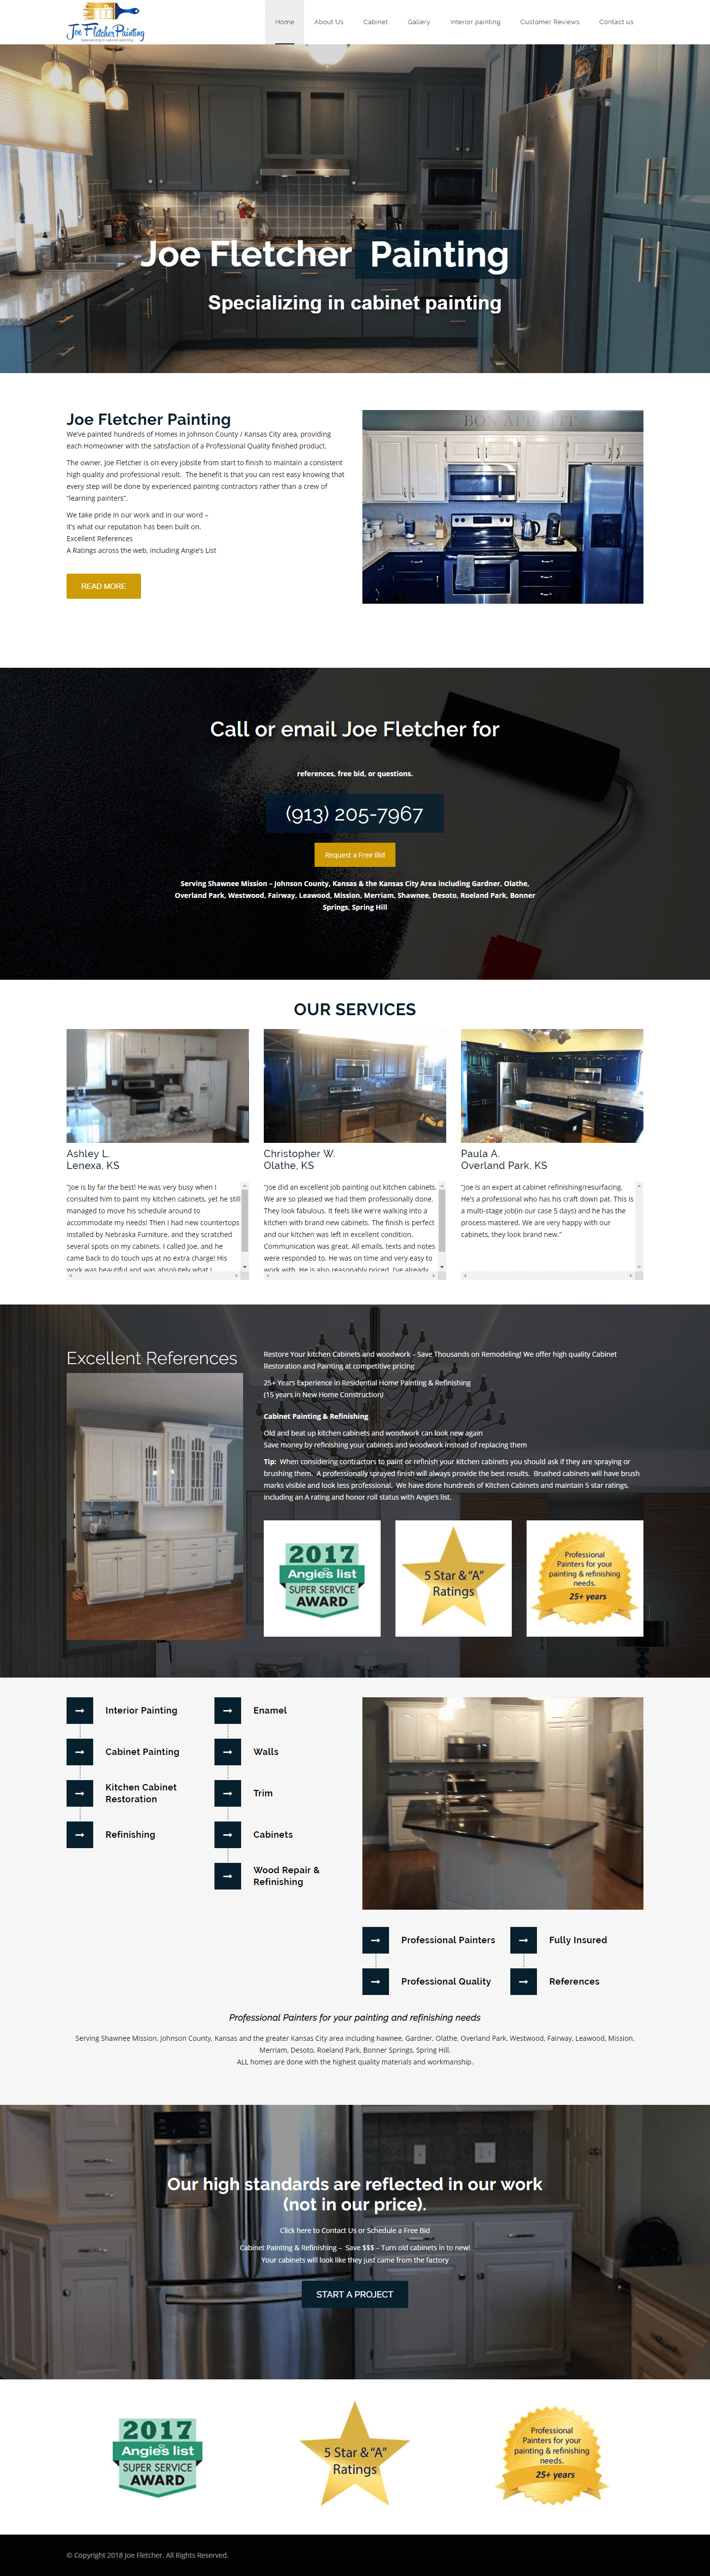 Joe Fletcher Painting
Specializing in cabinet painting
Home
About Us
Cabinet
Gallery
Interior painting
Customer Reviews
Contact us
Joe Fletcher Painting
Specializing in cabinet painting
Joe Fletcher Painting
We've painted hundreds of Homes in Johnson County / Kansas City area, providing
each Homeowner with the satisfaction of a Professional Quality finished product.
The owner, Joe Fletcher is on every jobsite from start to finish to maintain a consistent
high quality and professional result. The benefit is that you can rest easy knowing that
every step will be done by experienced painting contractors rather than a crew of
"learning painters".
We take pride in our work and in our word –
it's what our reputation has been built on.
Excellent References
A Ratings across the web, including Angie's List
READ MORE
BON APPETIT
Call or email Joe Fletcher for
references, free bid, or questions.
(913) 205-7967
Request a Free Bid
Serving Shawnee Mission – Johnson County, Kansas & the Kansas City Area including Gardner, Olathe,
Overland Park, Westwood, Fairway, Leawood, Mission, Merriam, Shawnee, Desoto, Roeland Park, Bonner
Springs, Spring Hill
OUR SERVICES
Ashley L.
Lenexa, KS
"Joe is by far the best! He was very busy when I
consulted him to paint my kitchen cabinets, yet he still
managed to move his schedule around to
accommodate my needs! Then I had new countertops
installed by Nebraska Furniture, and they scratched
several spots on my cabinets. I called Joe, and he
came back to do touch ups at no extra charge! His
work was beautiful and was absolutely what I
Christopher W.
Olathe, KS
"Joe did an excellent job painting out kitchen cabinets.
We are so pleased we had them professionally done.
They look fabulous. It feels like we're walking into a
kitchen with brand new cabinets. The finish is perfect
and our kitchen was left in excellent condition.
Communication was great. All emails, texts and notes
were responded to. He was on time and very easy to
work with. He is also reasonably priced. I've already
Paula A.
Overland Park, KS
"Joe is an expert at cabinet refinishing/resurfacing.
He's a professional who has his craft down pat. This is
a multi-stage job(in our case 5 days) and he has the
process mastered. We are very happy with our
cabinets, they look brand new."
Excellent References
Restore Your kitchen Cabinets and woodwork – Save Thousands on Remodeling! We offer high quality Cabinet
Restoration and Painting at competitive pricing
25+ Years Experience in Residential Home Painting & Refinishing
(15 years in New Home Construction)
Cabinet Painting & Refinishing
Old and beat up kitchen cabinets and woodwork can look new again
Save money by refinishing your cabinets and woodwork instead of replacing them
Tip: When considering contractors to paint or refinish your kitchen cabinets you should ask if they are spraying or
brushing them. A professionally sprayed finish will always provide the best results. Brushed cabinets will have brush
marks visible and look less professional. We have done hundreds of Kitchen Cabinets and maintain 5 star ratings,
including an A rating and honor roll status with Angie's list.
2017
Angies list
SUPER SERVICE
AWARD
5 Star & "A"
Ratings
Professional
Painters for your
painting & refinishing
needs.
25+ years
Interior Painting
Cabinet Painting
Kitchen Cabinet
Restoration
Refinishing
Enamel
Walls
Trim
Cabinets
Wood Repair &
Refinishing
Professional Painters
Professional Quality
Fully Insured
References
Professional Painters for your painting and refinishing needs
Serving Shawnee Mission, Johnson County, Kansas and the greater Kansas City area including hawnee, Gardner, Olathe, Overland Park, Westwood, Fairway, Leawood, Mission,
Merriam, Desoto, Roeland Park, Bonner Springs, Spring Hill.
ALL homes are done with the highest quality materials and workmanship.
Our high standards are reflected in our work
(not in our price).
Click here to Contact Us or Schedule a Free Bid
Cabinet Painting & Refinishing – Save $$$ – Turn old cabinets in to new!
Your cabinets will look like they just came from the factory
START A PROJECT
2017
Angies list
SUPER SERVICE
AWARD
5 Star & "A"
Ratings
Professional
Painters for your
painting & refinishing
needs.
25+ years
© Copyright 2018 Joe Fletcher. All Rights Reserved.